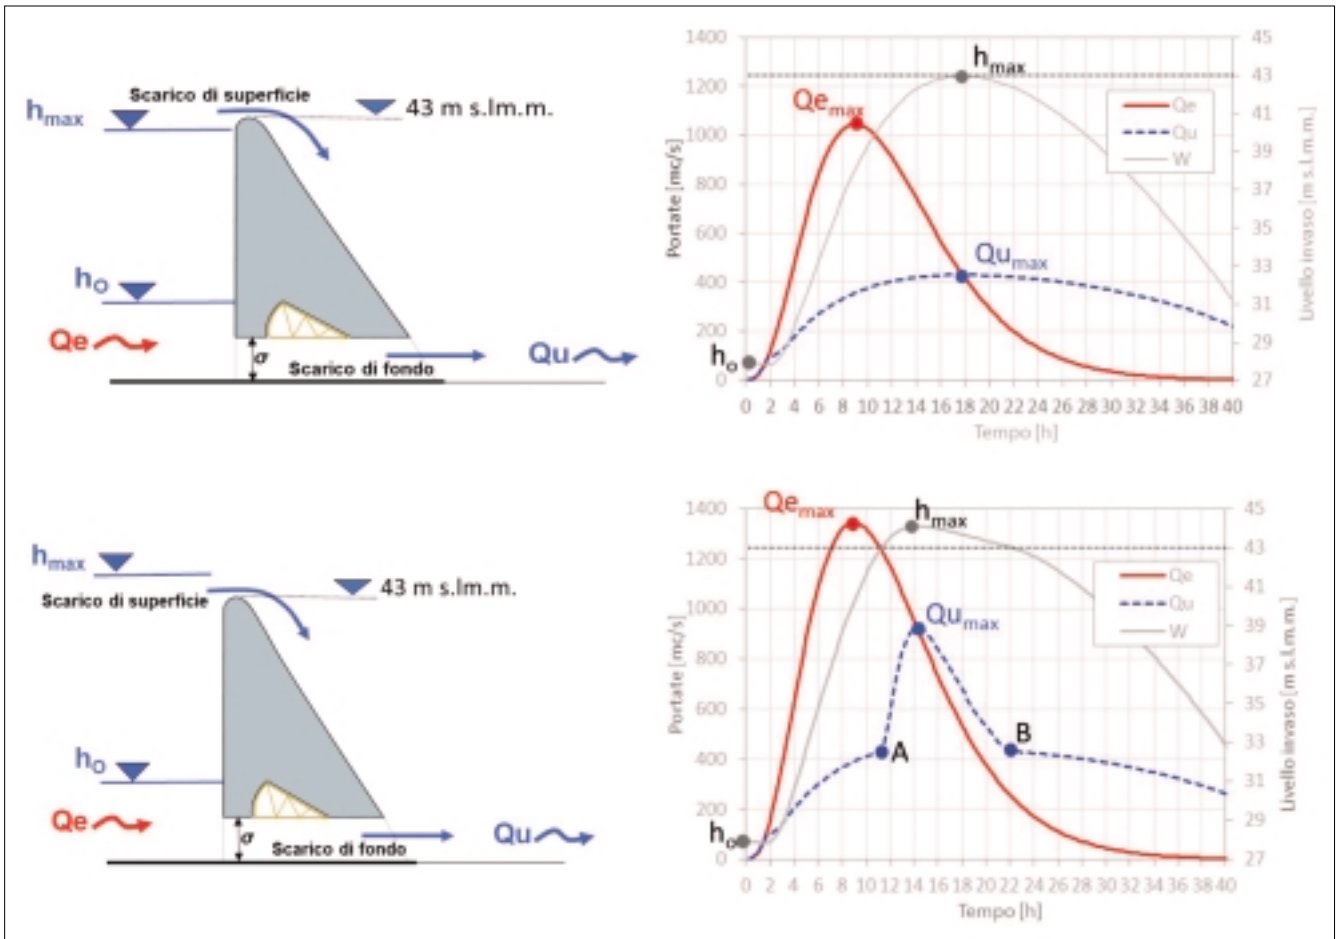 Scarico di superficie
hmax
43 m s.lm.m.
ho
Qe
σ
Scarico di fondo
Qu
Portate [mc/s]
1400
1200
1000
800
600
400
200
0
Qemax
hmax
Qumax
ho
Qe
Qu
W
45
43
41
39
37
35
33
31
29
27
Livello invaso [m s.l.m.m.]
0 2 4 6 8 10 12 14 16 18 20 22 24 26 28 30 32 34 36 38 40
Tempo [h]
hmax
Scarico di superficie
43 m s.lm.m.
ho
Qe
σ
Scarico di fondo
Qu
Portate [mc/s]
1400
1200
1000
800
600
400
200
0
Qemax
hmax
Qumax
A
B
ho
Qe
Qu
W
45
43
41
39
37
35
33
31
29
27
Livello invaso [m s.l.m.m.]
0 2 4 6 8 10 12 14 16 18 20 22 24 26 28 30 32 34 36 38 40
Tempo [h]